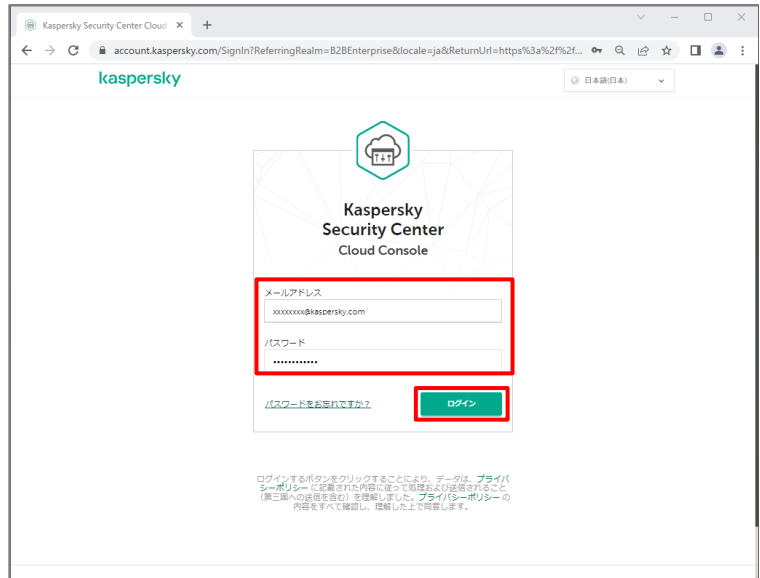 Kaspersky Security Center Cloud
account.kaspersky.com/SignIn?ReferringRealm=B2BEnterprise&locale=ja&ReturnUrl=https%3a%2f%2f...
kaspersky
日本語(日本)
Kaspersky
Security Center
Cloud Console
メールアドレス
xxxxxxxx@kaspersky.com
パスワード
••••••••••••
パスワードをお忘れですか？
ログイン
ログインするボタンをクリックすることにより、データは、プライバ
シーポリシー に記載された内容に従って処理および送信されること
（第三国への送信を含む）を理解しました。プライバシーポリシー の
内容をすべて確認し、理解した上で同意します。